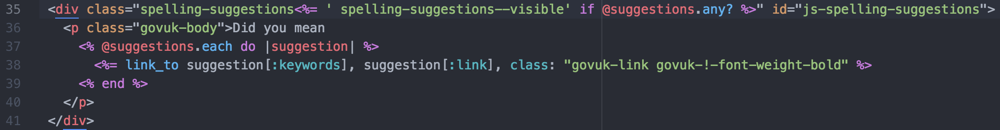 35 <div class="spelling-suggestions<%= ' spelling-suggestions--visible' if @suggestions.any? %>" id="js-spelling-suggestions">
36 <p class="govuk-body">Did you mean
37 <% @suggestions.each do |suggestion| %>
38 <%= link_to suggestion[:keywords], suggestion[:link], class: "govuk-link govuk-!-font-weight-bold" %>
39 <% end %>
40 </p>
41 </div>